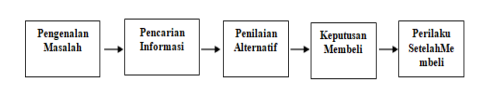 Pengenalan
Masalah
Pencarian
Informasi
Penilaian
Alternatif
Keputusan
Membeli
Perilaku
SetelahMe
mbeli